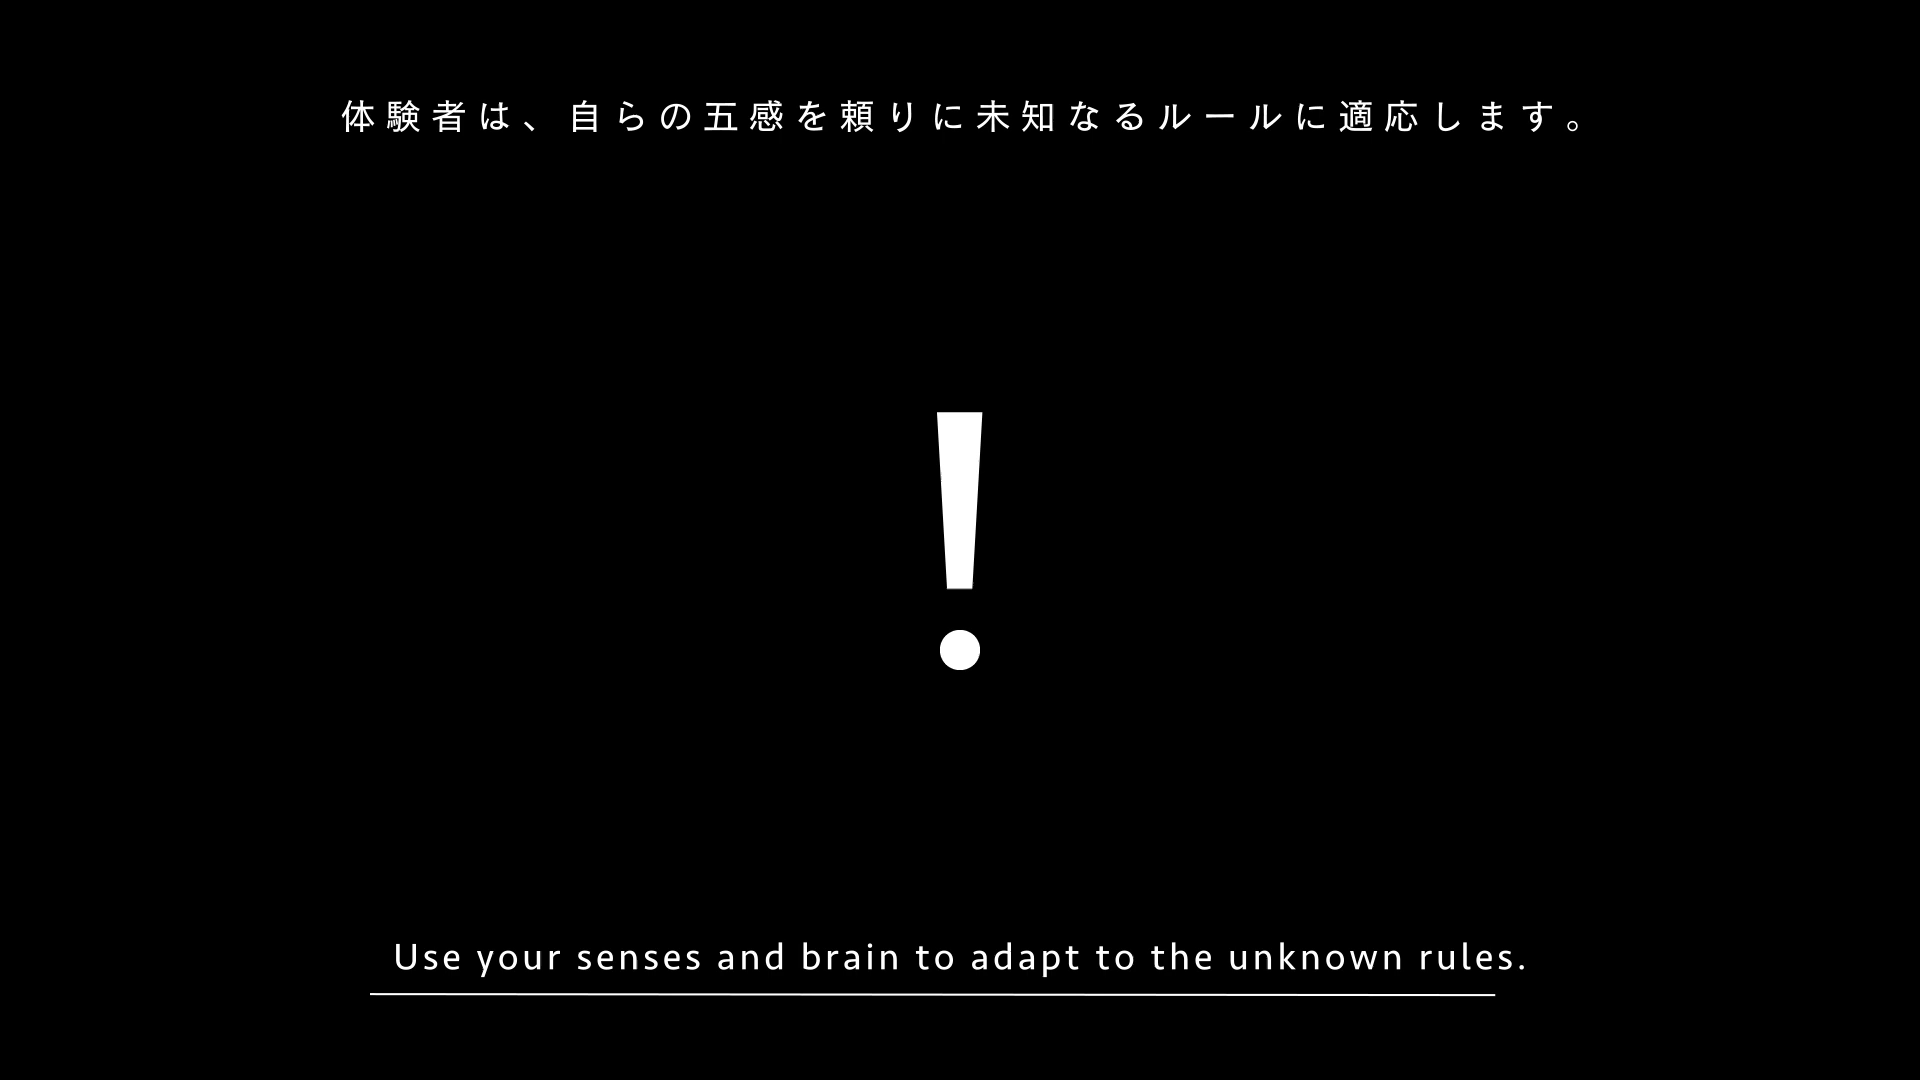 体験者は、自らの五感を頼りに未知なるルールに適応します。
!
Use your senses and brain to adapt to the unknown rules.